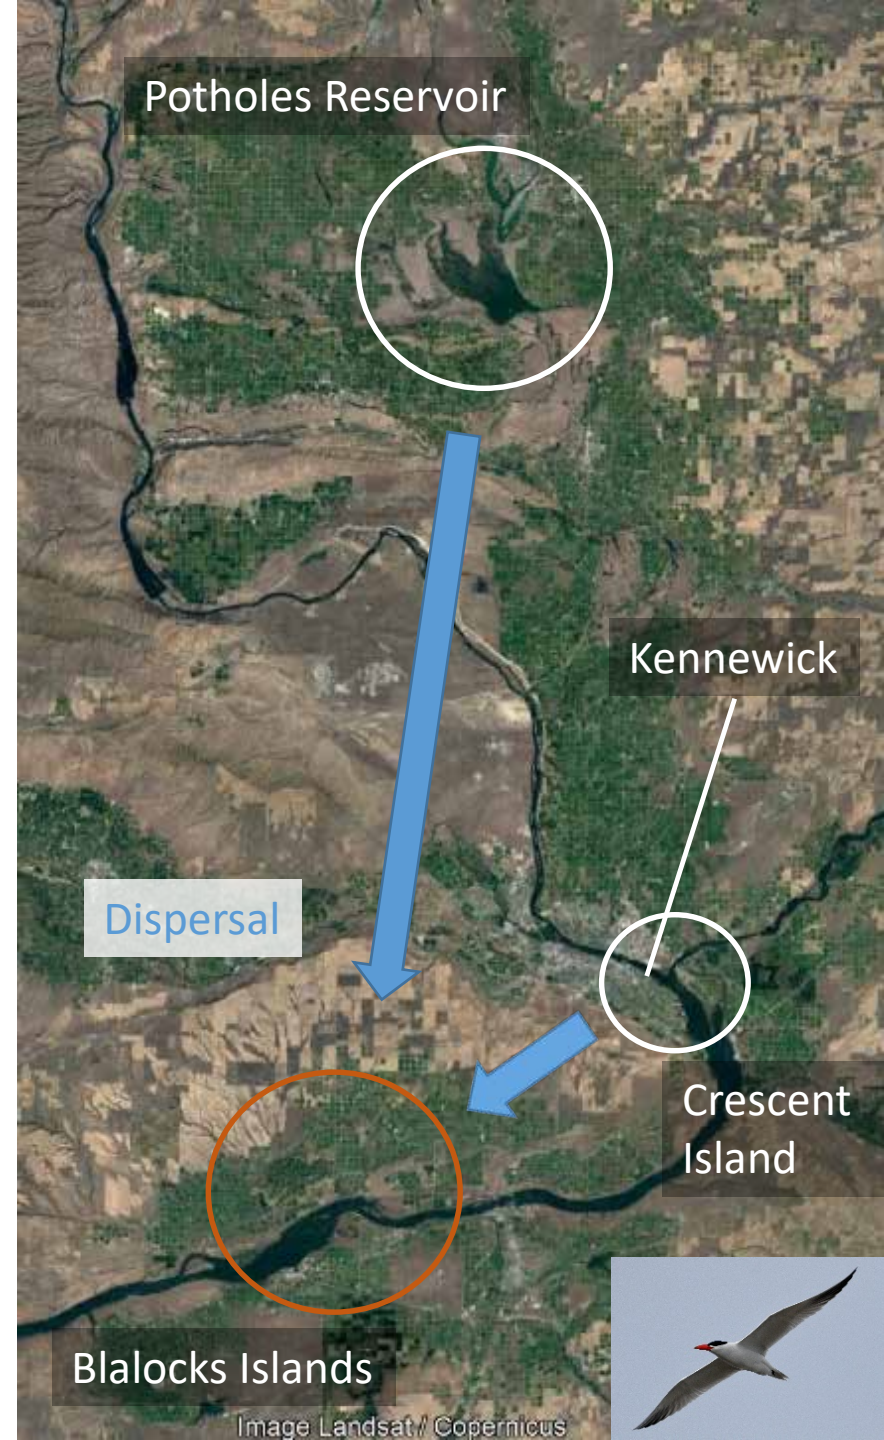 Potholes Reservoir
Kennewick
Dispersal
Crescent
Island
Blalocks Islands
Image Landsat / Copernicus